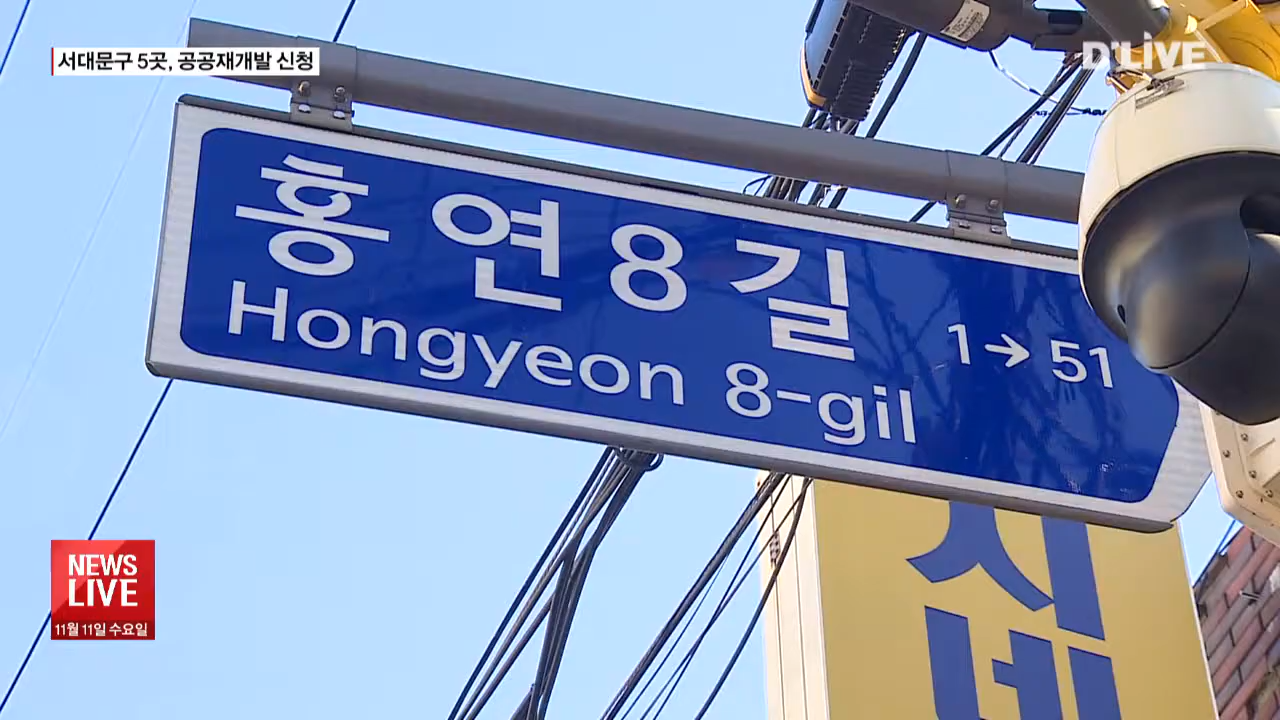 서대문구 5곳, 공공재개발 신청
D'LIVE
홍연8길
Hongyeon 8-gil
1→51
NEWS
LIVE
11월 11일 수요일